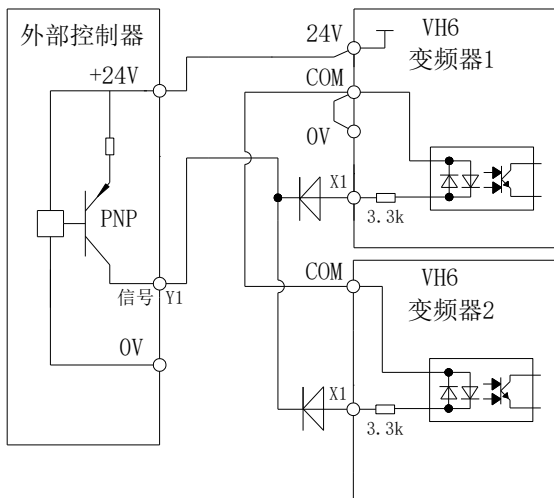 外部控制器
+24V
PNP
信号
Y1
0V
24V
COM
0V
X1
3.3k
VH6
变频器1
COM
X1
3.3k
VH6
变频器2